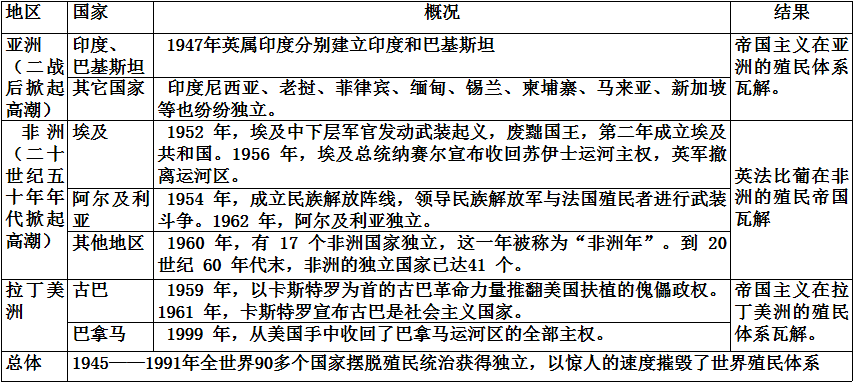 地区 国家 概况 结果
亚洲（二战后掀起高潮）
印度、巴基斯坦
1947年英属印度分别建立印度和巴基斯坦
其它国家
印度尼西亚、老挝、菲律宾、缅甸、锡兰、柬埔寨、马来亚、新加坡
等也纷纷独立。
帝国主义在亚洲的殖民体系瓦解。
非洲（二十世纪五十年年代掀起高潮）
埃及
1952 年，埃及中下层军官发动武装起义，废黜国王，第二年成立埃及
共和国。1956 年，埃及总统纳赛尔宣布收回苏伊士运河主权，英军撤
离运河区。
阿尔及利亚
1954 年，成立民族解放阵线，领导民族解放军与法国殖民者进行武装
斗争。1962 年，阿尔及利亚独立。
其他地区
1960 年，有 17 个非洲国家独立，这一年被称为“非洲年”。到 20
世纪 60 年代末，非洲的独立国家已达41 个。
英法比葡在非洲的殖民帝国瓦解
拉丁美洲
古巴
1959 年，以卡斯特罗为首的古巴革命力量推翻美国扶植的傀儡政权。
1961 年，卡斯特罗宣布古巴是社会主义国家。
巴拿马
1999 年，从美国手中收回了巴拿马运河区的全部主权。
帝国主义在拉丁美洲的殖民体系瓦解。
总体
1945——1991年全世界90多个国家摆脱殖民统治获得独立，以惊人的速度摧毁了世界殖民体系